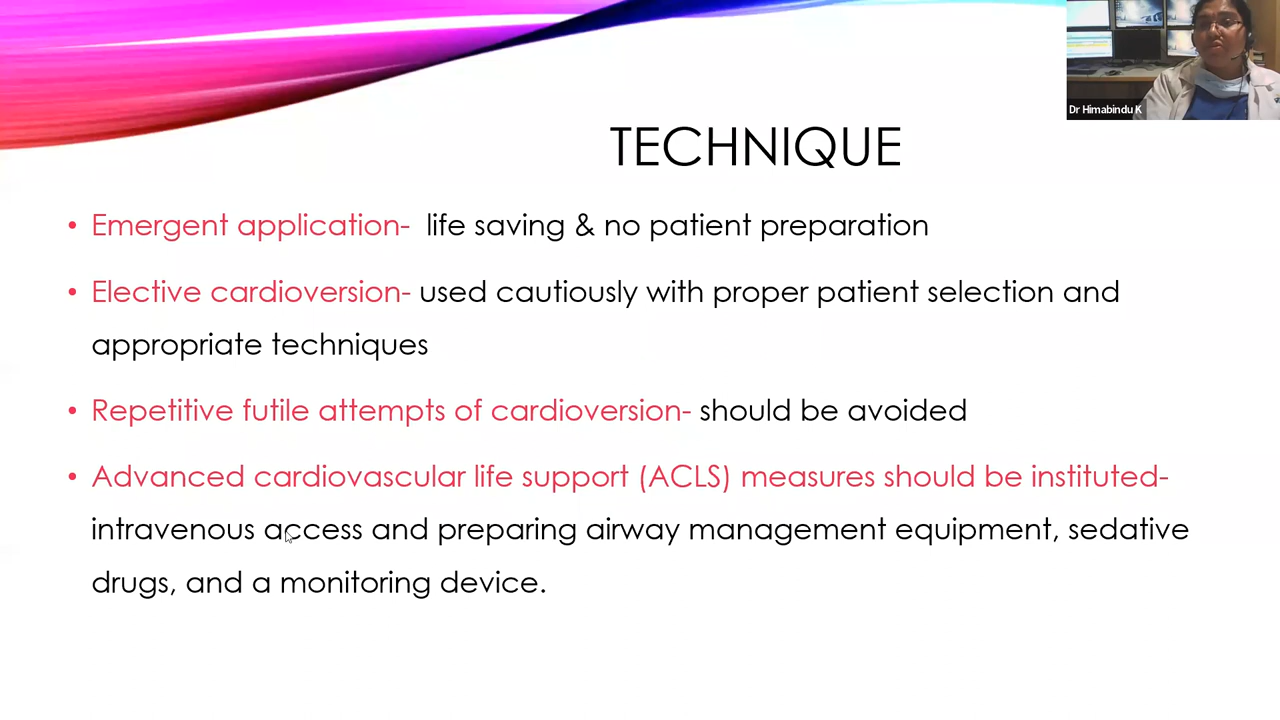 Dr Himabindu K
TECHNIQUE
• Emergent application- life saving & no patient preparation
• Elective cardioversion- used cautiously with proper patient selection and
appropriate techniques
• Repetitive futile attempts of cardioversion- should be avoided
• Advanced cardiovascular life support (ACLS) measures should be instituted-
intravenous access and preparing airway management equipment, sedative
drugs, and a monitoring device.